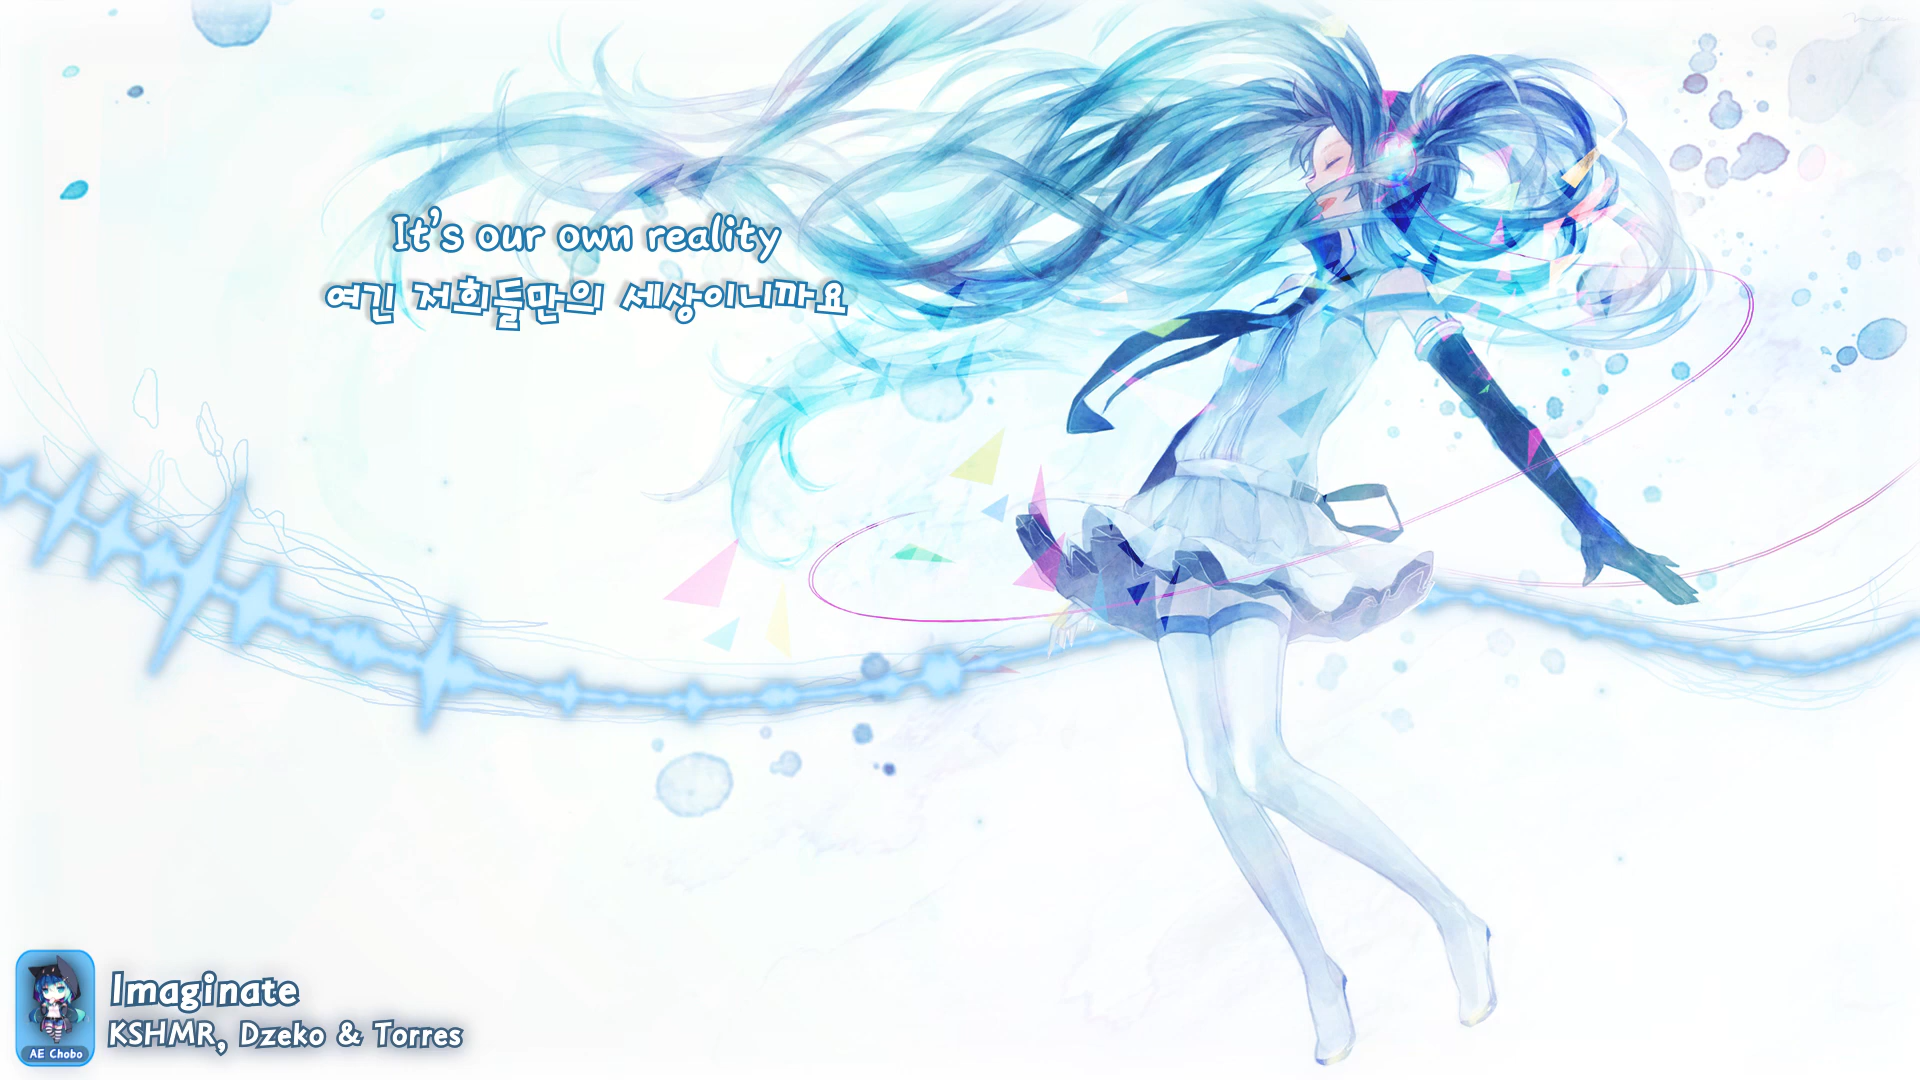 It's our own reality
여긴 저희들만의 세상이니까요
Imaginate
KSHMR, Dzeko & Torres
AE Chobo